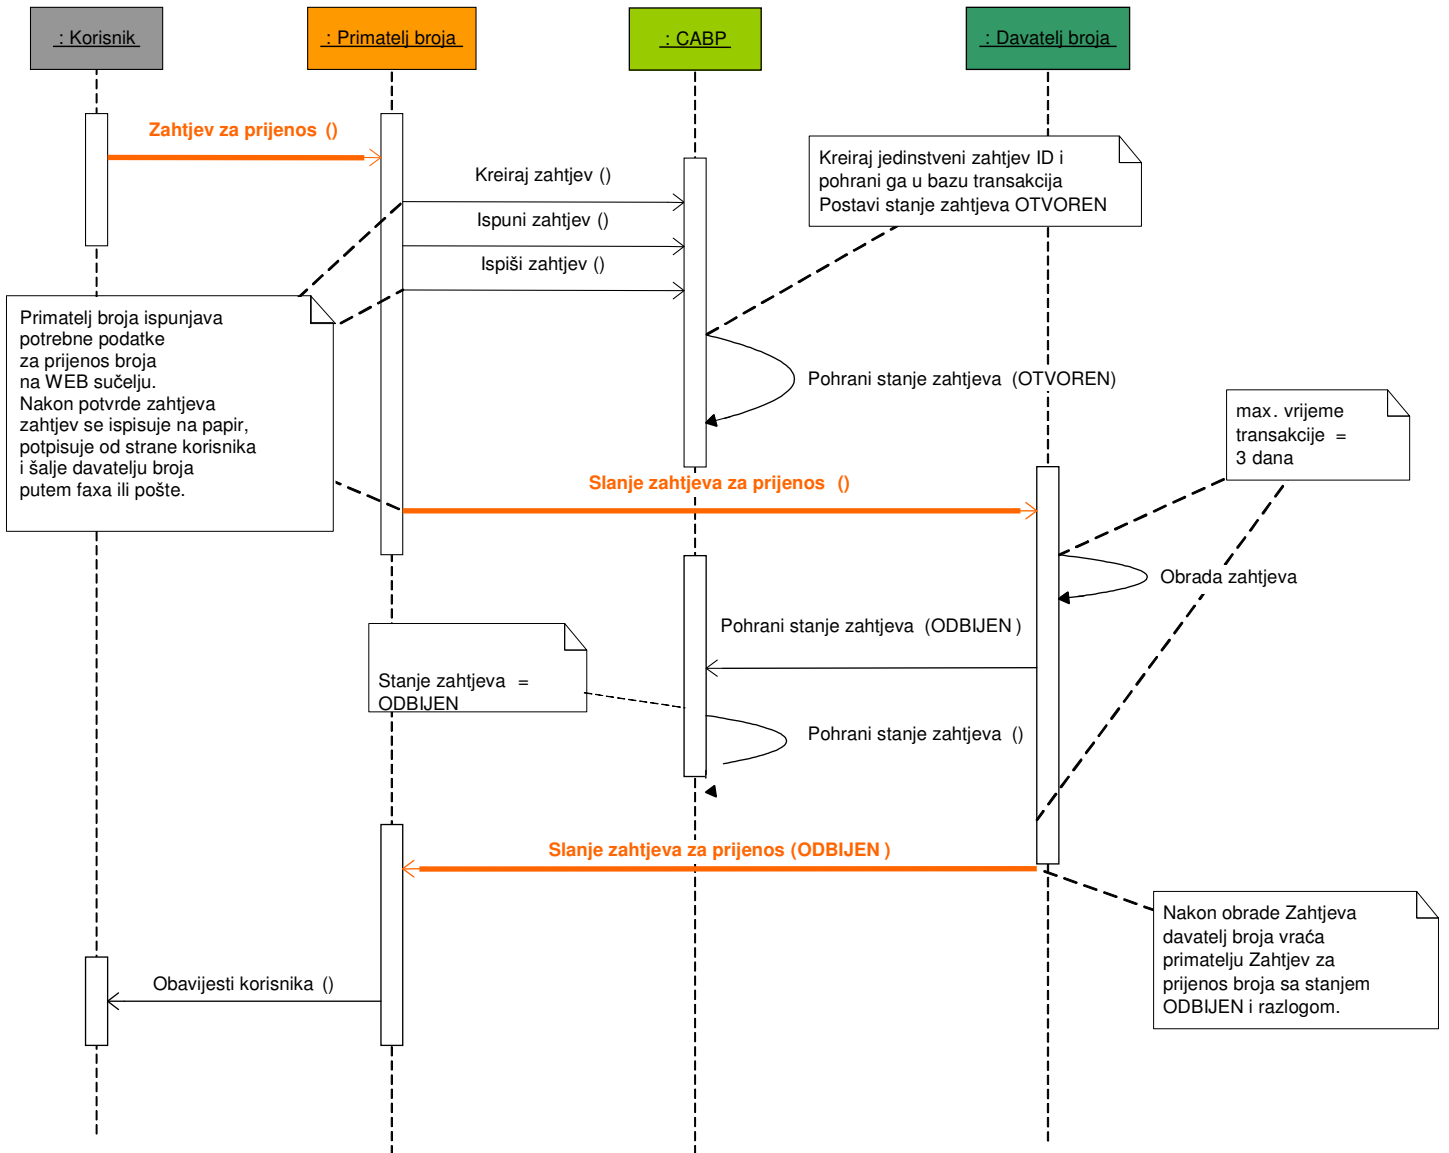 : Korisnik
: Primatelj broja
: CABP
: Davatelj broja
Zahtjev za prijenos ()
Kreiraj zahtjev ()
Ispuni zahtjev ()
Ispiši zahtjev ()
Kreiraj jedinstveni zahtjev ID i
pohrani ga u bazu transakcija
Postavi stanje zahtjeva OTVOREN
Primatelj broja ispunjava
potrebne podatke
za prijenos broja
na WEB sučelju.
Nakon potvrde zahtjeva
zahtjev se ispisuje na papir,
potpisuje od strane korisnika
i šalje davatelju broja
putem faxa ili pošte.
Pohrani stanje zahtjeva (OTVOREN)
max. vrijeme
transakcije =
3 dana
Slanje zahtjeva za prijenos ()
Obrada zahtjeva
Pohrani stanje zahtjeva (ODBIJEN )
Stanje zahtjeva =
ODBIJEN
Pohrani stanje zahtjeva ()
Slanje zahtjeva za prijenos (ODBIJEN )
Nakon obrade Zahtjeva
davatelj broja vraća
primatelju Zahtjev za
prijenos broja sa stanjem
ODBIJEN i razlogom.
Obavijesti korisnika ()